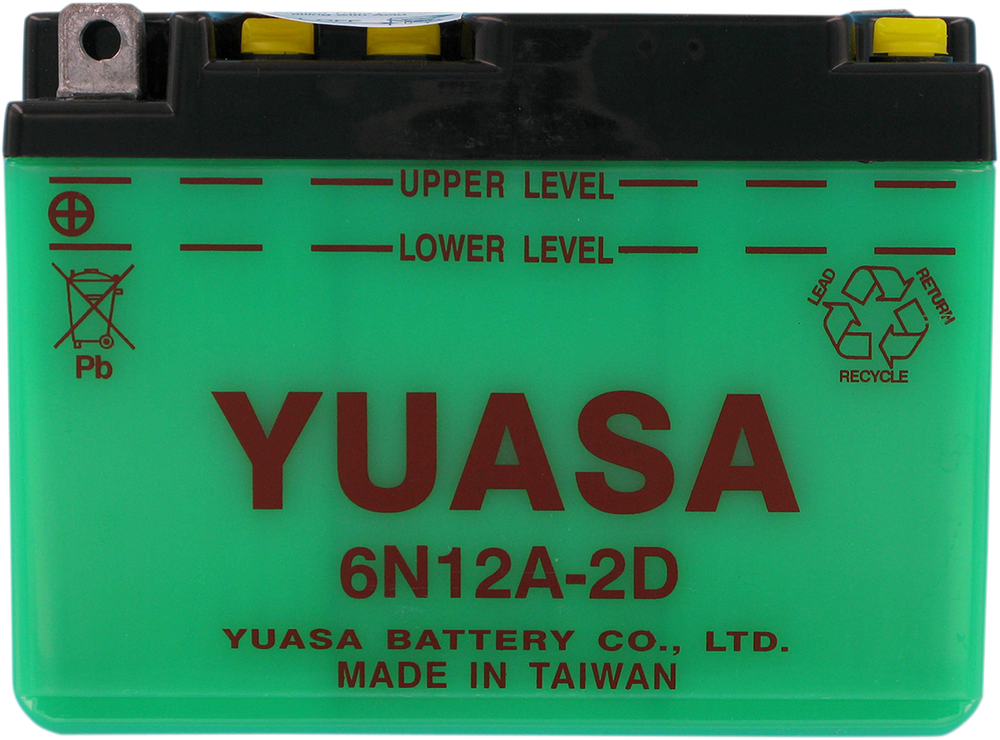 UPPER LEVEL
LOWER LEVEL
LEAD
RETURN
RECYCLE
Pb
YUASA
6N12A-2D
YUASA BATTERY CO., LTD.
MADE IN TAIWAN